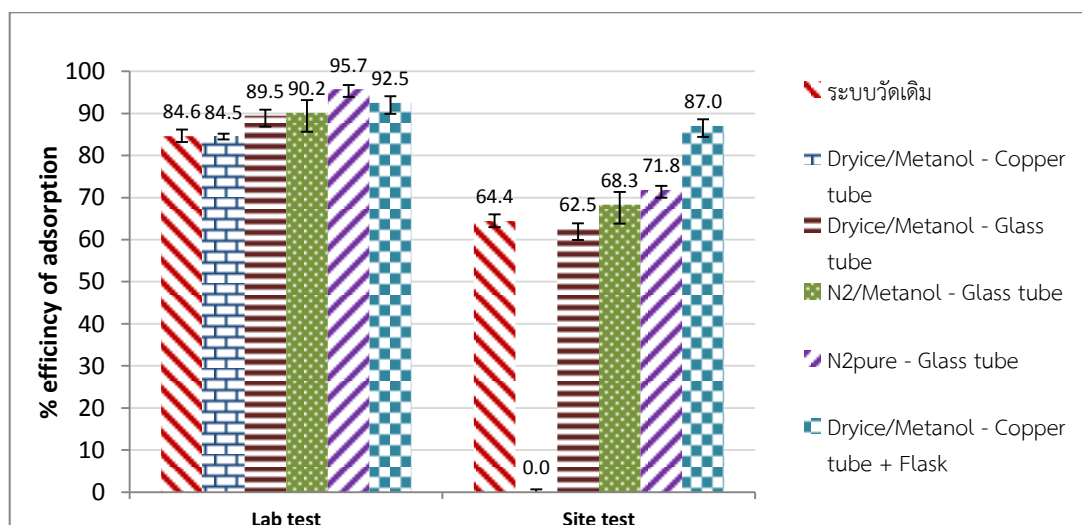 % efficincy of adsorption
100
90
80
70
60
50
40
30
20
10
0
84.6
84.5
89.5
90.2
95.7
92.5
64.4
0.0
62.5
68.3
71.8
87.0
Lab test
Site test
ระบบวัดเดิม
Dryice/Metanol - Copper
tube
Dryice/Metanol - Glass
tube
N2/Metanol - Glass tube
N2pure - Glass tube
Dryice/Metanol - Copper
tube + Flask